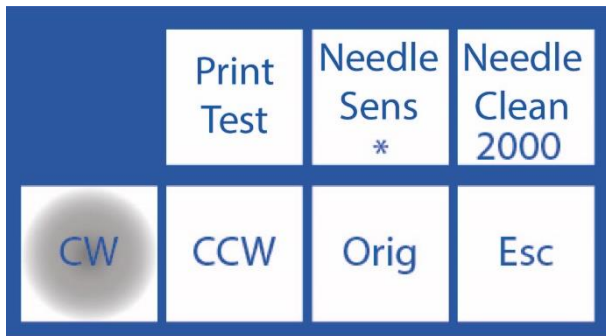 Print
Test
Needle
Sens
*
Needle
Clean
2000
CW
CCW
Orig
Esc